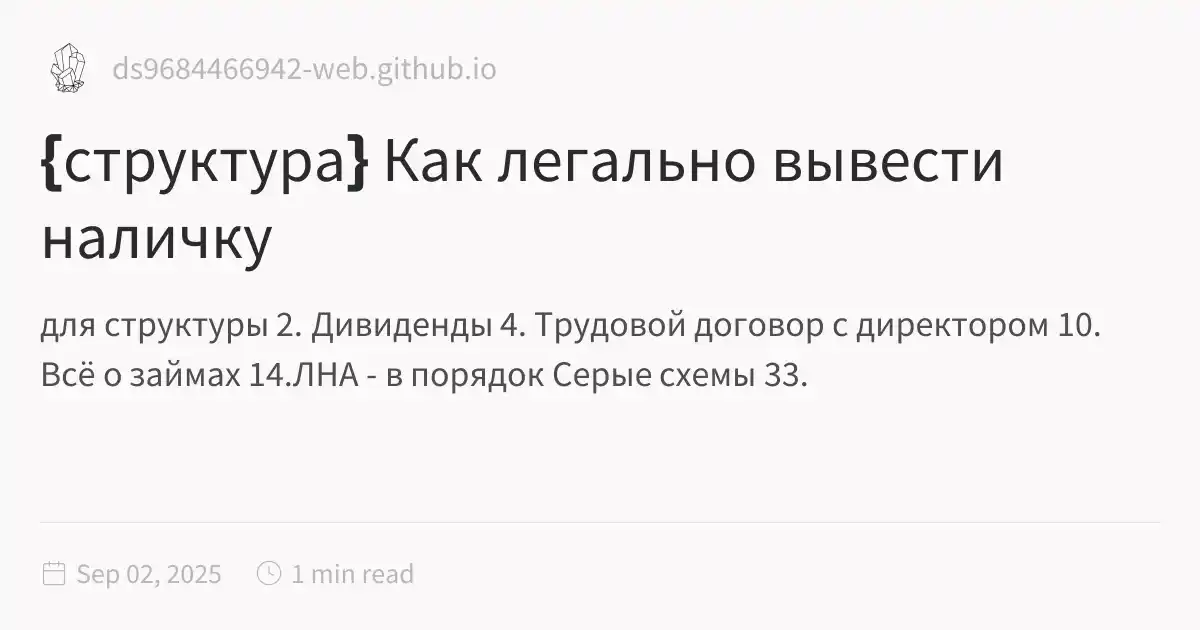 ds9684466942-web.github.io
{структура} Как легально вывести
наличку
для структуры 2. Дивиденды 4. Трудовой договор с директором 10.
Всё о займах 14.ЛНА - в порядок Серые схемы 33.
Sep 02, 2025 1 min read